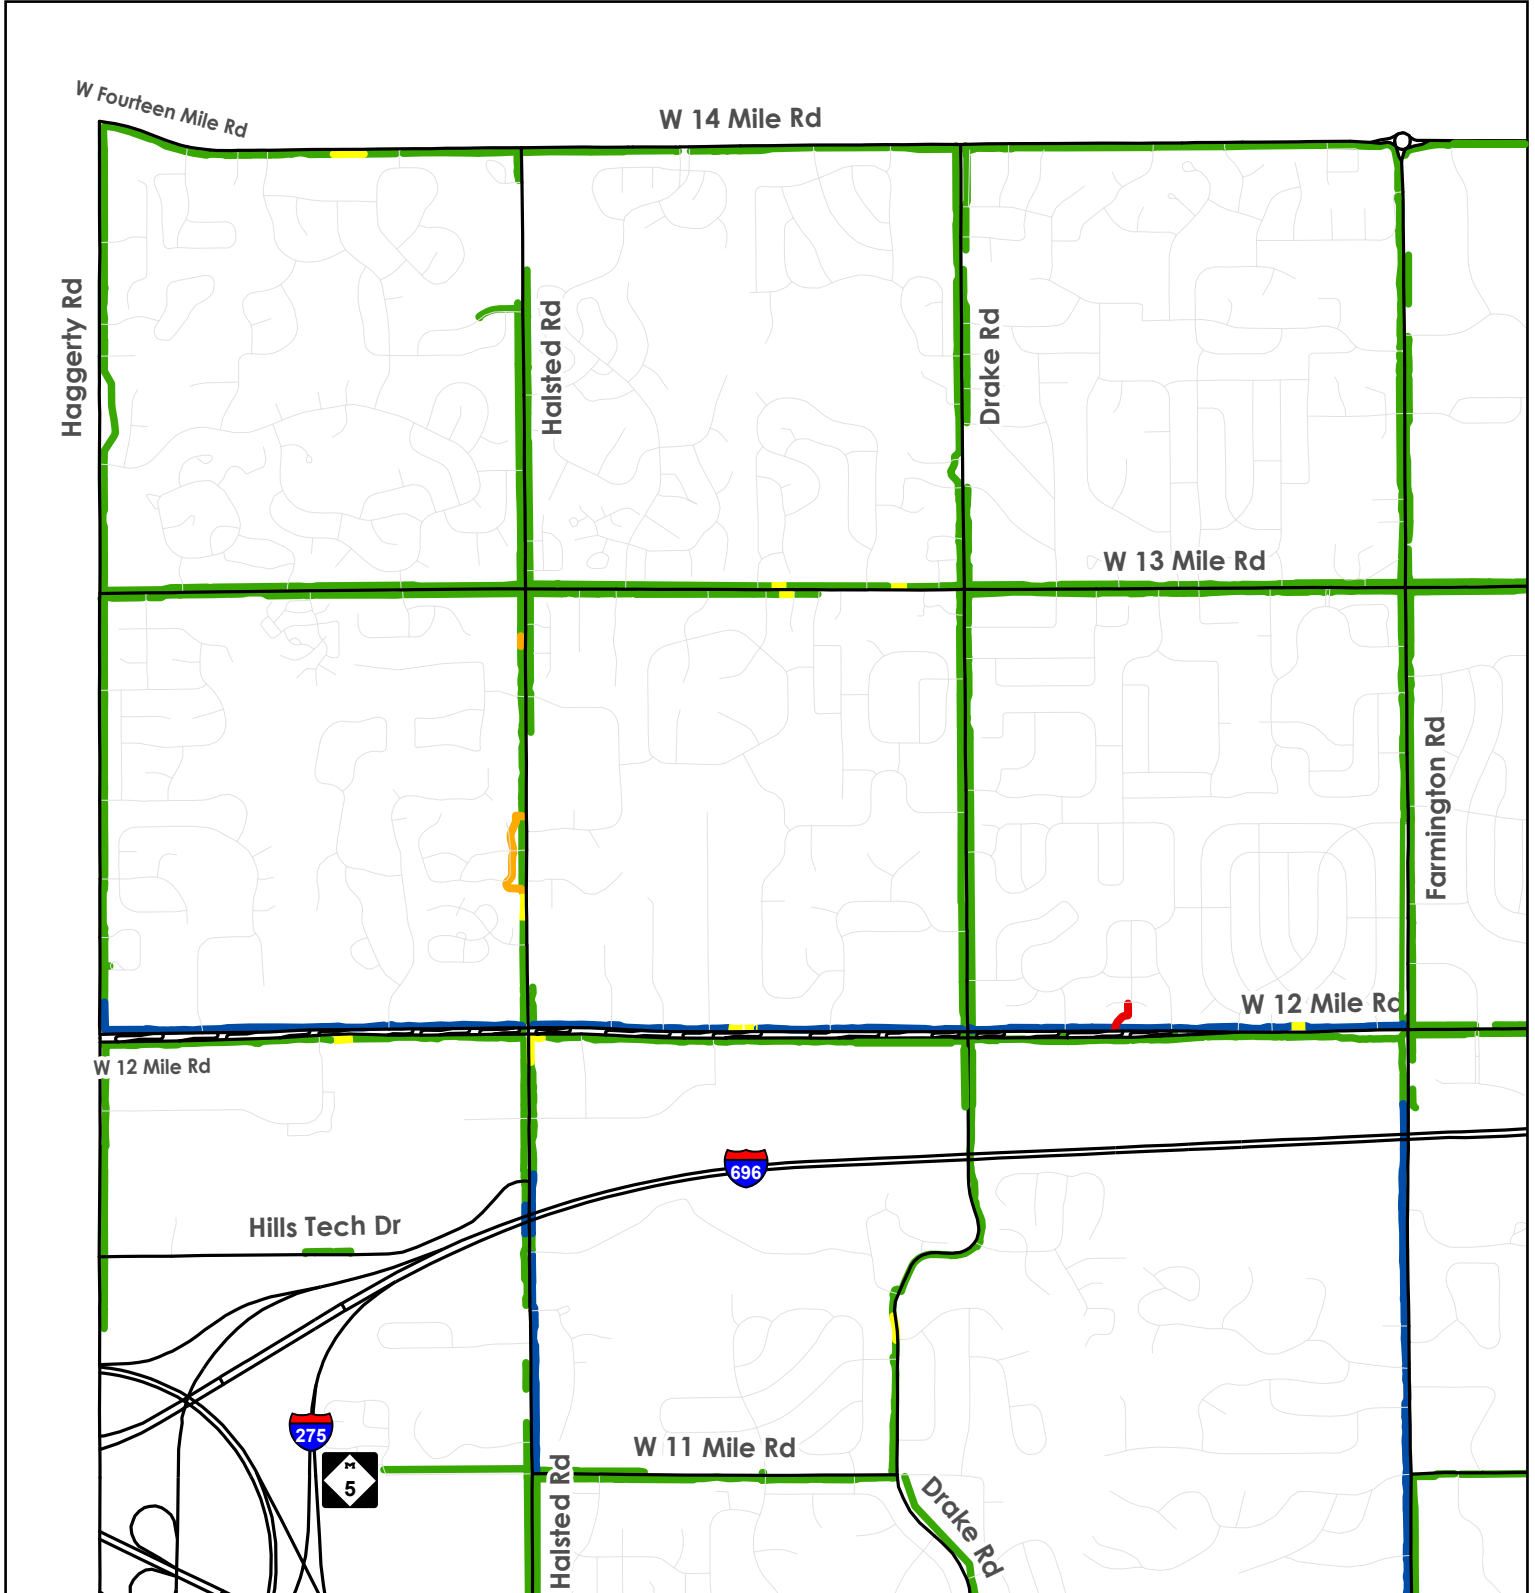 W Fourteen Mile Rd
W 14 Mile Rd
Haggerty Rd
Halsted Rd
Drake Rd
W 13 Mile Rd
Farmington Rd
W 12 Mile Rd
W 12 Mile Rd
696
Hills Tech Dr
275
M
5
W 11 Mile Rd
Halsted Rd
Drake Rd